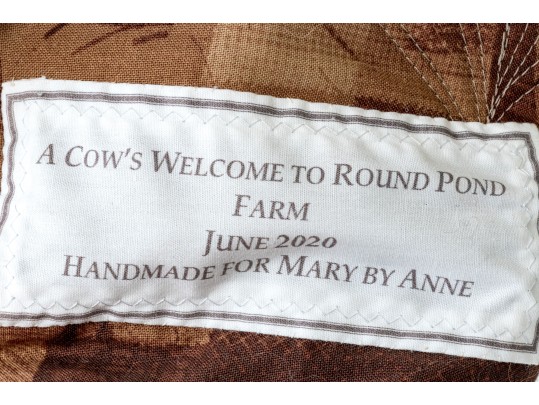 A Cow's Welcome to Round Pond
Farm
June 2020
Handmade for Mary by Anne